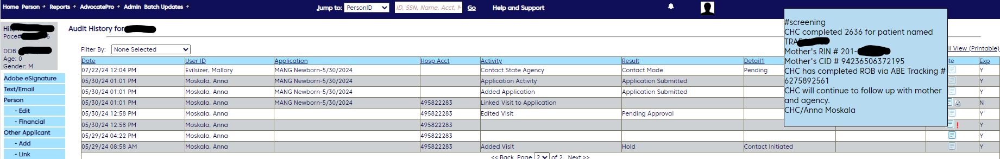 Home Person Reports AdvocatePro Admin Batch Updates
Jump to: PersonID ID, SSN, Name, Acct, M Go Help and Support
Pace#
DOB:
Age: 0
Gender: M
Adobe eSignature
Text/Email
Person
- Edit
- Financial
Other Applicant
- Add
- Link
Audit History for
Filter By: None Selected
il View (Printable)
Date User ID Application Hosp Acct Activity Result Detail1 Exp
07/22/24 12:04 PM Evilsizer, Mallory MANG Newborn-5/30/2024 Contact State Agency Contact Made Pending Y
05/30/24 01:01 PM Moskala, Anna MANG Newborn-5/30/2024 Application Activity Application Submitted Y
05/30/24 01:01 PM Moskala, Anna MANG Newborn-5/30/2024 Added Application Application Submitted Y
05/30/24 01:01 PM Moskala, Anna MANG Newborn-5/30/2024 495822283 Linked Visit to Application N
05/30/24 12:58 PM Moskala, Anna 495822283 Edited Visit Pending Approval Y
05/30/24 12:58 PM Moskala, Anna 495822283 Y
05/29/24 04:22 PM Moskala, Anna 495822283 Y
05/29/24 08:58 AM Moskala, Anna 495822283 Added Visit Hold Contact Initiated Y
<< Back Page 2 of 2 Next >>
#screening
CHC completed 2636 for patient named
Mother's RIN # 201-
Mother's CID # 94236506372195
CHC has completed ROB via ABE Tracking #
6275892561
CHC will continue to follow up with mother
and agency.
CHC/Anna Moskala